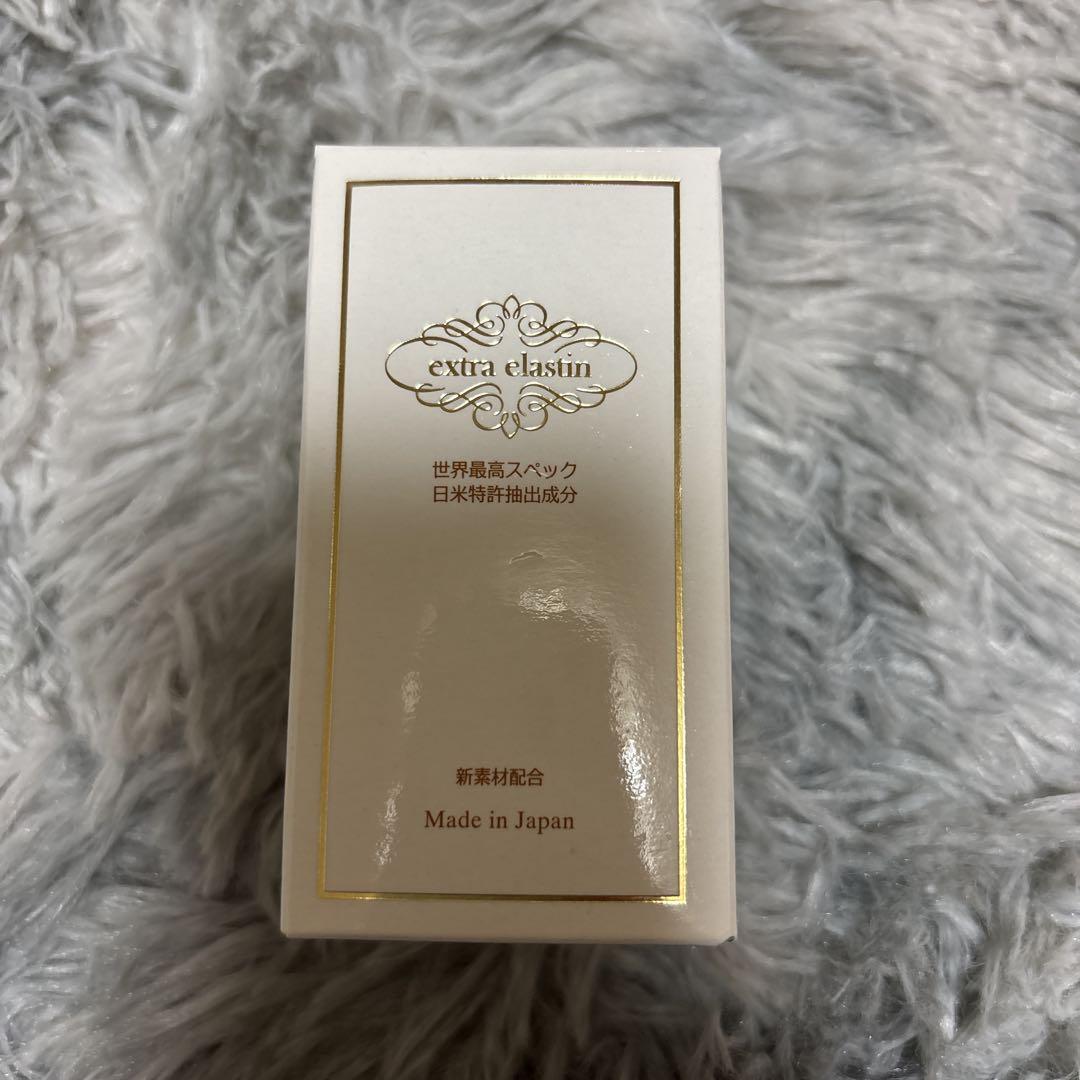 extra elastin
世界最高スペック
日米特許抽出成分
新素材配合
Made in Japan